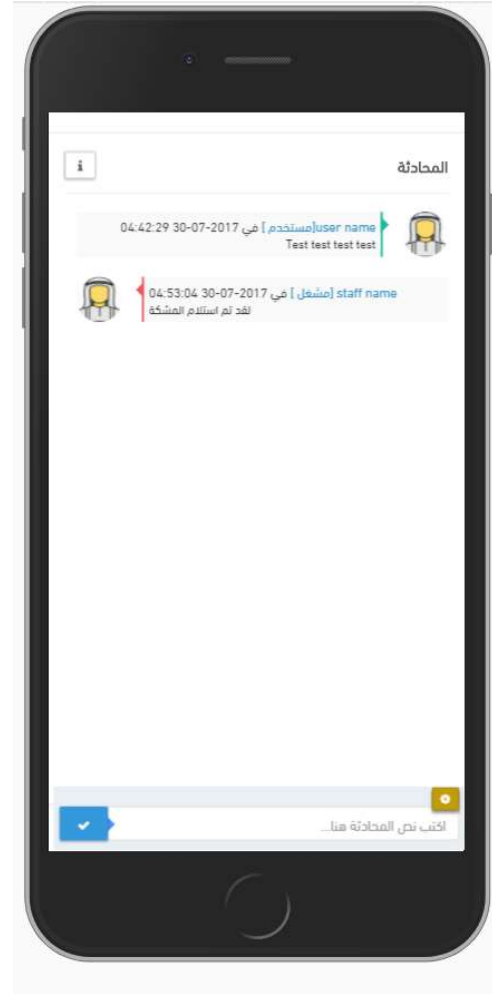 المحادثة
i
user name[مستخدم ] في 2017-07-30 04:42:29
Test test test test
staff name [مشغل ] في 2017-07-30 04:53:04
لقد تم استلام المشكة
اكتب نص المحادثة هنا...